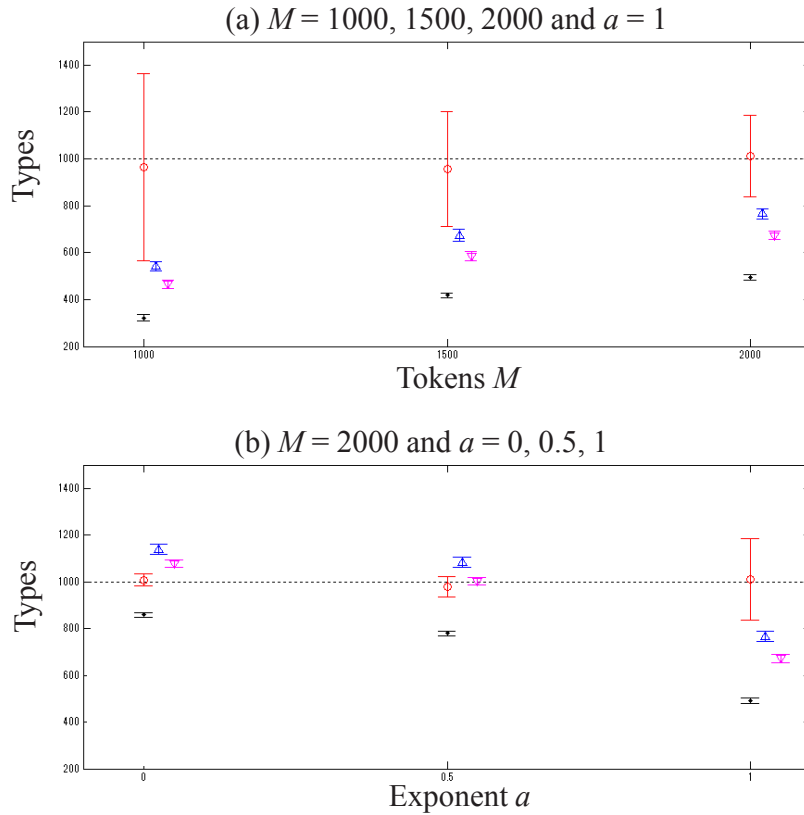 (a) M = 1000, 1500, 2000 and a = 1
Types
1400
1200
1000
800
600
400
200
1000 1500 2000
Tokens M
(b) M = 2000 and a = 0, 0.5, 1
Types
1400
1200
1000
800
600
400
200
0 0.5 1
Exponent a